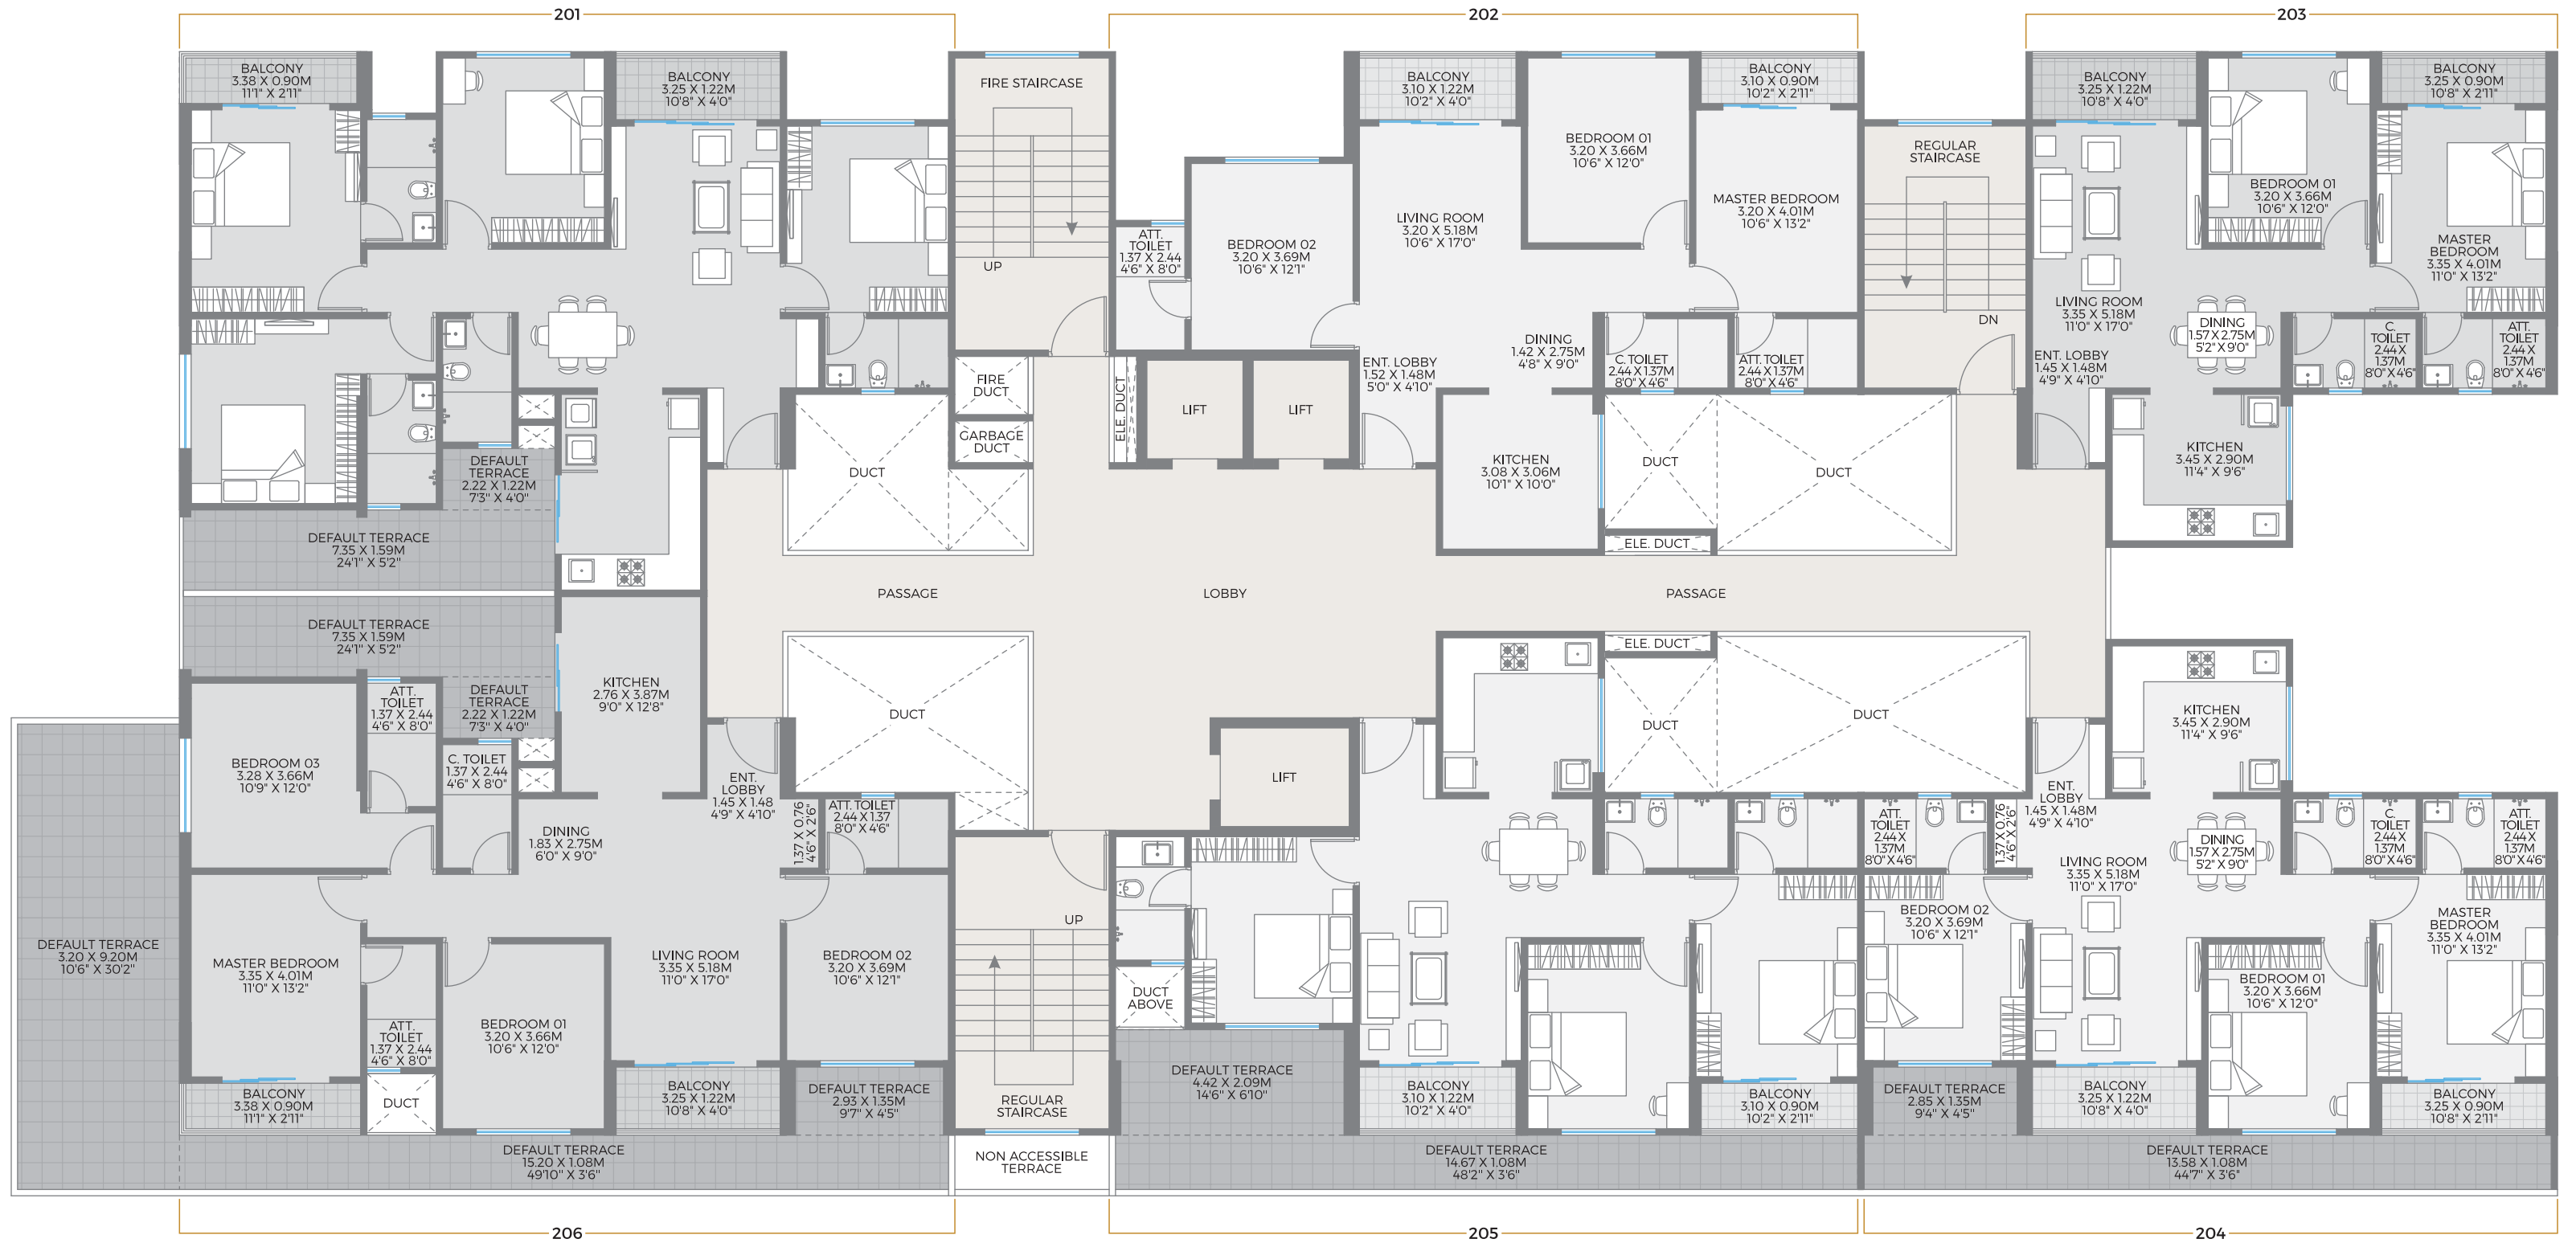 201
202
203
BALCONY
3.38 X 0.90M
11'1" X 2'11"
BALCONY
3.25 X 1.22M
10'8" X 4'0"
FIRE STAIRCASE
UP
BALCONY
3.10 X 1.22M
10'2" X 4'0"
BEDROOM 01
3.20 X 3.66M
10'6" X 12'0"
BALCONY
3.10 X 0.90M
10'2" X 2'11"
MASTER BEDROOM
3.20 X 4.01M
10'6" X 13'2"
REGULAR
STAIRCASE
DN
BALCONY
3.25 X 1.22M
10'8" X 4'0"
BEDROOM 01
3.20 X 3.66M
10'6" X 12'0"
BALCONY
3.25 X 0.90M
10'8" X 2'11"
MASTER
BEDROOM
3.35 X 4.01M
11'0" X 13'2"
ATT.
TOILET
1.37 X 2.44
4'6" X 8'0"
BEDROOM 02
3.20 X 3.69M
10'6" X 12'1"
LIVING ROOM
3.20 X 5.18M
10'6" X 17'0"
LIVING ROOM
3.35 X 5.18M
11'0" X 17'0"
DINING
1.57 X 2.75M
5'2" X 9'0"
C.
TOILET
2.44 X
1.37M
8'0" X 4'6"
ATT.
TOILET
2.44 X
1.37M
8'0" X 4'6"
ENT. LOBBY
1.45 X 1.48M
4'9" X 4'10"
DINING
1.42 X 2.75M
4'8" X 9'0"
ENT. LOBBY
1.52 X 1.48M
5'0" X 4'10"
C. TOILET
2.44 X 1.37M
8'0" X 4'6"
ATT. TOILET
2.44 X 1.37M
8'0" X 4'6"
FIRE
DUCT
GARBAGE
DUCT
ELE. DUCT
LIFT
LIFT
DUCT
KITCHEN
3.08 X 3.06M
10'1" X 10'0"
DUCT
DUCT
ELE. DUCT
KITCHEN
3.45 X 2.90M
11'4" X 9'6"
DEFAULT
TERRACE
2.22 X 1.22M
7'3" X 4'0"
DEFAULT TERRACE
7.35 X 1.59M
24'1" X 5'2"
PASSAGE
LOBBY
PASSAGE
DEFAULT TERRACE
7.35 X 1.59M
24'1" X 5'2"
DEFAULT
TERRACE
2.22 X 1.22M
7'3" X 4'0"
KITCHEN
2.76 X 3.87M
9'0" X 12'8"
ATT.
TOILET
1.37 X 2.44
4'6" X 8'0"
BEDROOM 03
3.28 X 3.66M
10'9" X 12'0"
C. TOILET
1.37 X 2.44
4'6" X 8'0"
DUCT
ENT.
LOBBY
1.45 X 1.48
4'9" X 4'10"
1.37 X 0.76
4'6" X 2'6"
ATT. TOILET
2.44 X 1.37
8'0" X 4'6"
DINING
1.83 X 2.75M
6'0" X 9'0"
LIFT
ELE. DUCT
DUCT
DUCT
KITCHEN
3.45 X 2.90M
11'4" X 9'6"
ENT.
LOBBY
1.45 X 1.48M
4'9" X 4'10"
ATT.
TOILET
2.44 X
1.37M
8'0" X 4'6"
1.37 X 0.76
4'6" X 2'6"
DINING
1.57 X 2.75M
5'2" X 9'0"
C.
TOILET
2.44 X
1.37M
8'0" X 4'6"
ATT.
TOILET
2.44 X
1.37M
8'0" X 4'6"
LIVING ROOM
3.35 X 5.18M
11'0" X 17'0"
BEDROOM 02
3.20 X 3.69M
10'6" X 12'1"
MASTER
BEDROOM
3.35 X 4.01M
11'0" X 13'2"
BEDROOM 01
3.20 X 3.66M
10'6" X 12'0"
DEFAULT TERRACE
3.20 X 9.20M
10'6" X 30'2"
MASTER BEDROOM
3.35 X 4.01M
11'0" X 13'2"
LIVING ROOM
3.35 X 5.18M
11'0" X 17'0"
BEDROOM 02
3.20 X 3.69M
10'6" X 12'1"
UP
DUCT
ABOVE
BEDROOM 01
3.20 X 3.66M
10'6" X 12'0"
ATT.
TOILET
1.37 X 2.44
4'6" X 8'0"
DUCT
BALCONY
3.38 X 0.90M
11'1" X 2'11"
BALCONY
3.25 X 1.22M
10'8" X 4'0"
DEFAULT TERRACE
2.93 X 1.35M
9'7" X 4'5"
REGULAR
STAIRCASE
DEFAULT TERRACE
4.42 X 2.09M
14'6" X 6'10"
BALCONY
3.10 X 1.22M
10'2" X 4'0"
BALCONY
3.10 X 0.90M
10'2" X 2'11"
DEFAULT TERRACE
2.85 X 1.35M
9'4" X 4'5"
BALCONY
3.25 X 1.22M
10'8" X 4'0"
BALCONY
3.25 X 0.90M
10'8" X 2'11"
DEFAULT TERRACE
15.20 X 1.08M
49'10" X 3'6"
NON ACCESSIBLE
TERRACE
DEFAULT TERRACE
14.67 X 1.08M
48'2" X 3'6"
DEFAULT TERRACE
13.58 X 1.08M
44'7" X 3'6"
206
205
204